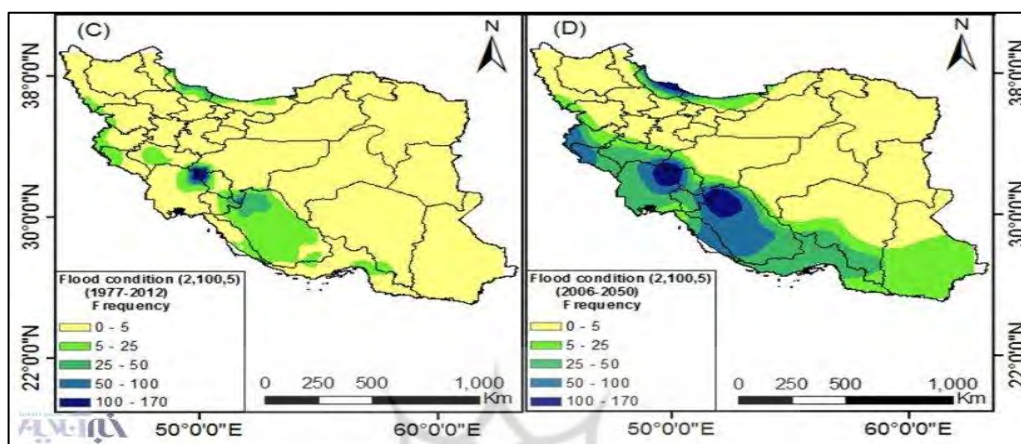 (C)
N
38°0'0"N
30°0'0"N
22°0'0"N
Flood condition (2,100,5)
(1977-2012)
Frequency
0 - 5
5 - 25
25 - 50
50 - 100
100 - 170
0 250 500 1,000
Km
50°0'0"E 60°0'0"E
(D)
N
38°0'0"N
30°0'0"N
22°0'0"N
Flood condition (2,100,5)
(2006-2050)
Frequency
0 - 5
5 - 25
25 - 50
50 - 100
100 - 170
0 250 500 1,000
Km
50°0'0"E 60°0'0"E